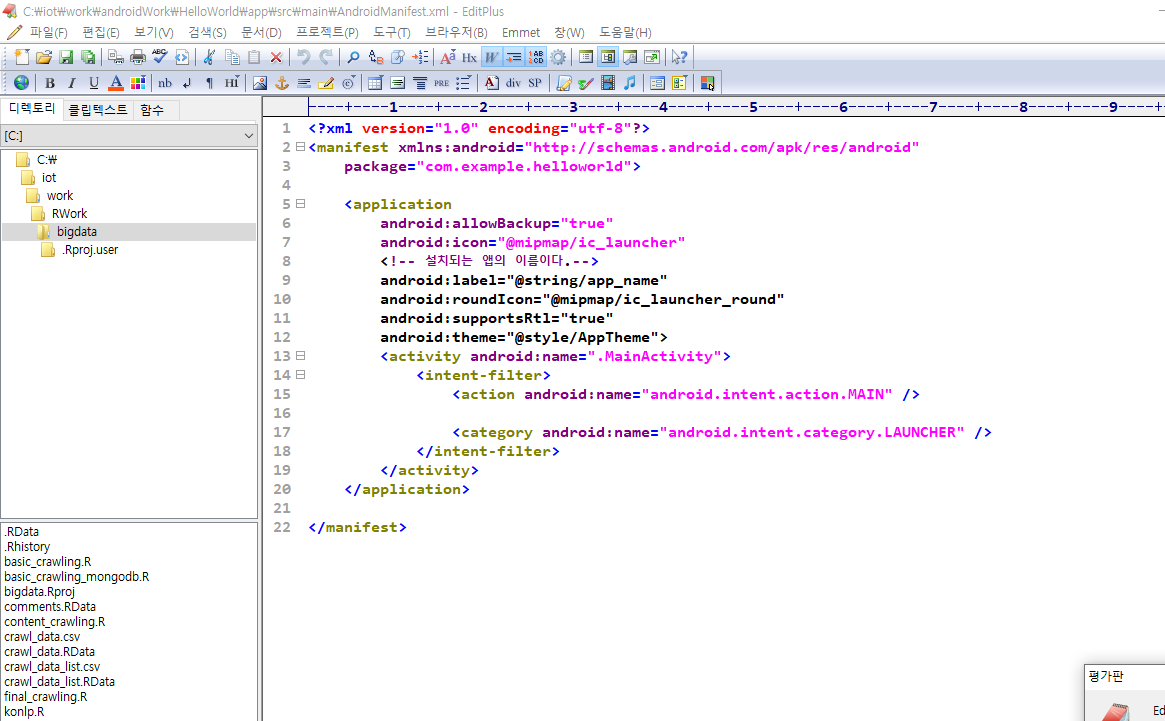 C:\iot\work\androidWork\HelloWorld\app\src\main\AndroidManifest.xml - EditPlus
파일(F) 편집(E) 보기(V) 검색(S) 문서(D) 프로젝트(P) 도구(T) 브라우저(B) Emmet 창(W) 도움말(H)
B I U A nb ¶ HI PRE A div SP
디렉토리 클립텍스트 함수
[C:]
C:\
iot
work
RWork
bigdata
.Rproj.user
.RData
.Rhistory
basic_crawling.R
basic_crawling_mongodb.R
bigdata.Rproj
comments.RData
content_crawling.R
crawl_data.csv
crawl_data.RData
crawl_data_list.csv
crawl_data_list.RData
final_crawling.R
konlp.R
----+----1----+----2----+----3----+----4----+----5----+----6----+----7----+----8----+----9----+
1 <?xml version="1.0" encoding="utf-8"?>
2 <manifest xmlns:android="http://schemas.android.com/apk/res/android"
3     package="com.example.helloworld">
4
5     <application
6         android:allowBackup="true"
7         android:icon="@mipmap/ic_launcher"
8         <!-- 설치되는 앱의 이름이다.-->
9         android:label="@string/app_name"
10         android:roundIcon="@mipmap/ic_launcher_round"
11         android:supportsRtl="true"
12         android:theme="@style/AppTheme">
13         <activity android:name=".MainActivity">
14             <intent-filter>
15                 <action android:name="android.intent.action.MAIN" />
16
17                 <category android:name="android.intent.category.LAUNCHER" />
18             </intent-filter>
19         </activity>
20     </application>
21
22 </manifest>
평가판
Ed